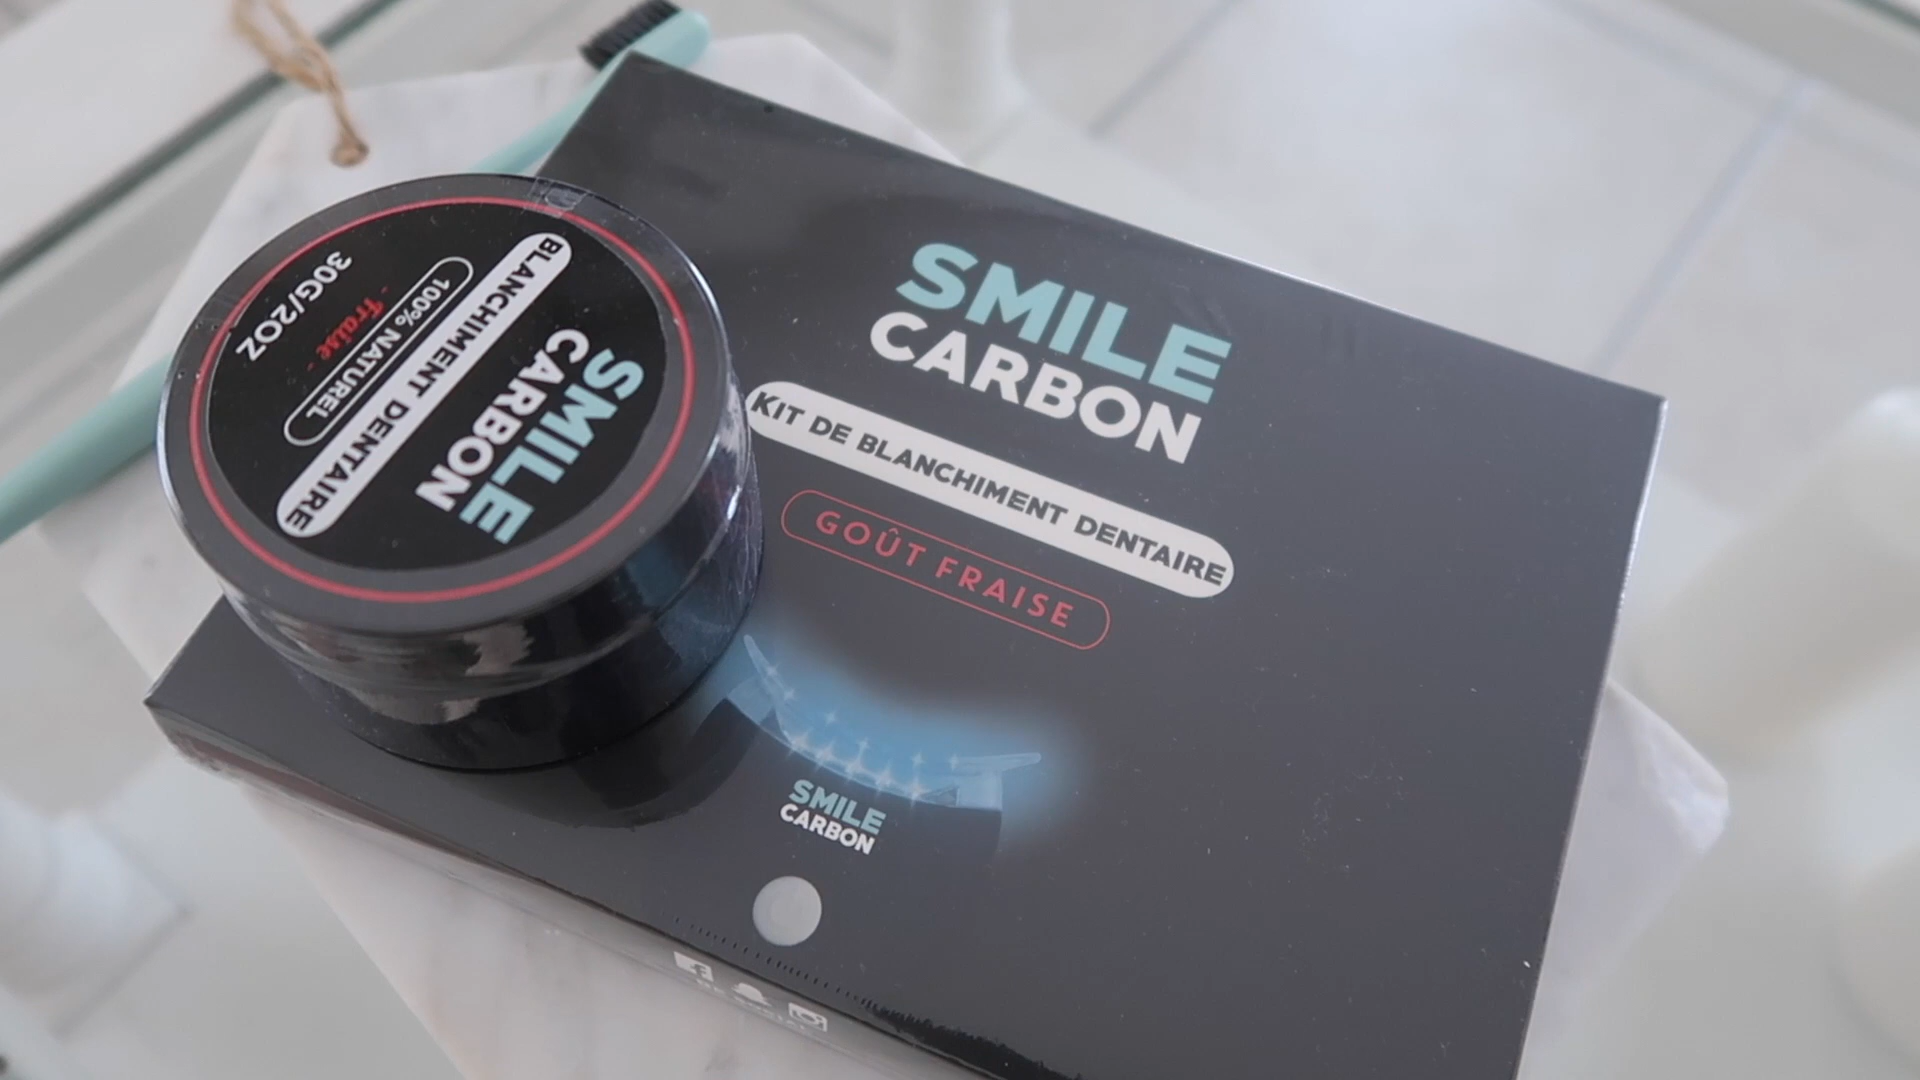 SMILE
CARBON
BLANCHIMENT DENTAIRE
100% NATUREL
- fraise -
30G/2OZ
SMILE
CARBON
KIT DE BLANCHIMENT DENTAIRE
GOÛT FRAISE
SMILE
CARBON